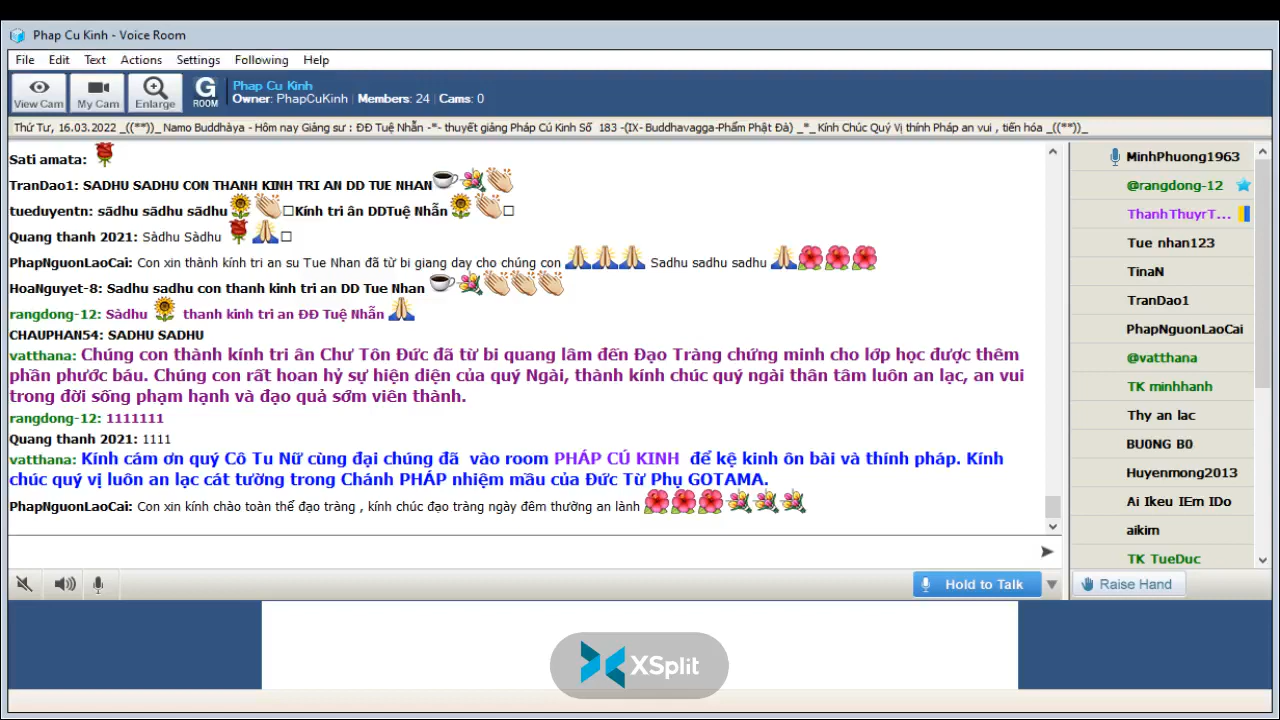 Phap Cu Kinh - Voice Room
File Edit Text Actions Settings Following Help
View Cam My Cam Enlarge G ROOM
Phap Cu Kinh
Owner: PhapCuKinh | Members: 24 | Cams: 0
Thứ Tư, 16.03.2022 _((**))_ Namo Buddhàya - Hôm nay Giảng sư : ĐĐ Tuệ Nhẫn -*- thuyết giảng Pháp Cú Kinh Số 183 -(IX- Buddhavagga-Phẩm Phật Đà) _*_ Kính Chúc Quý Vị thính Pháp an vui , tiến hóa _((**))_
Sati amata:
TranDao1: SADHU SADHU CON THANH KINH TRI AN DD TUE NHAN
tueduyentn: sādhu sādhu sādhu Kính tri ân DDTuệ Nhẫn
Quang thanh 2021: Sàdhu Sàdhu
PhapNguonLaoCai: Con xin thành kính tri an su Tue Nhan đã từ bi giang day cho chúng con Sadhu sadhu sadhu
HoaNguyet-8: Sadhu sadhu con thanh kinh tri an DD Tue Nhan
rangdong-12: Sàdhu thanh kinh tri an ĐĐ Tuệ Nhẫn
CHAUPHAN54: SADHU SADHU
vatthana: Chúng con thành kính tri ân Chư Tôn Đức đã từ bi quang lâm đến Đạo Tràng chứng minh cho lớp học được thêm
phần phước báu. Chúng con rất hoan hỷ sự hiện diện của quý Ngài, thành kính chúc quý ngài thân tâm luôn an lạc, an vui
trong đời sống phạm hạnh và đạo quả sớm viên thành.
rangdong-12: 1111111
Quang thanh 2021: 1111
vatthana: Kính cám ơn quý Cô Tu Nữ cùng đại chúng đã vào room PHÁP CÚ KINH để kệ kinh ôn bài và thính pháp. Kính
chúc quý vị luôn an lạc cát tường trong Chánh PHÁP nhiệm mầu của Đức Từ Phụ GOTAMA.
PhapNguonLaoCai: Con xin kính chào toàn thể đạo tràng , kính chúc đạo tràng ngày đêm thường an lành
MinhPhuong1963
@rangdong-12
ThanhThuyrT...
Tue nhan123
TinaN
TranDao1
PhapNguonLaoCai
@vatthana
TK minhhanh
Thy an lac
BU0NG B0
Huyenmong2013
Ai Ikeu IEm IDo
aikim
TK TueDuc
Hold to Talk
Raise Hand
XSplit